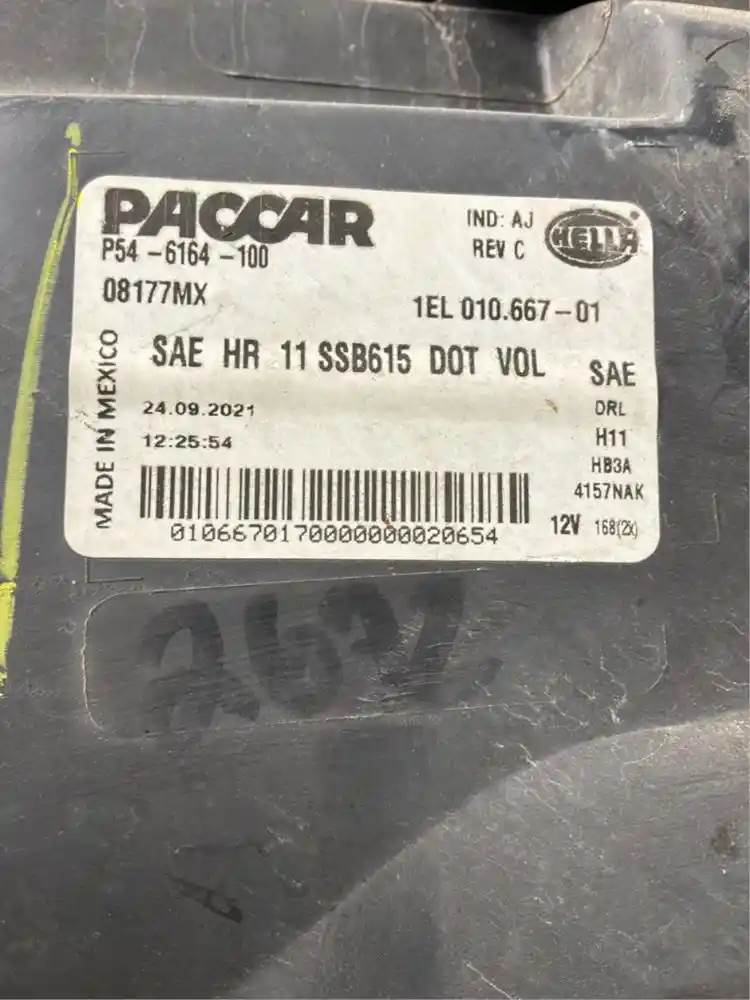 PACCAR
P54-6164-100
08177MX
IND: AJ
REV C
HELLA
1EL 010.667-01
SAE HR 11 SSB615 DOT VOL
MADE IN MEXICO
24.09.2021
12:25:54
SAE
DRL
H11
HB3A
4157NAK
12V 168(2x)
0106670170000000020654